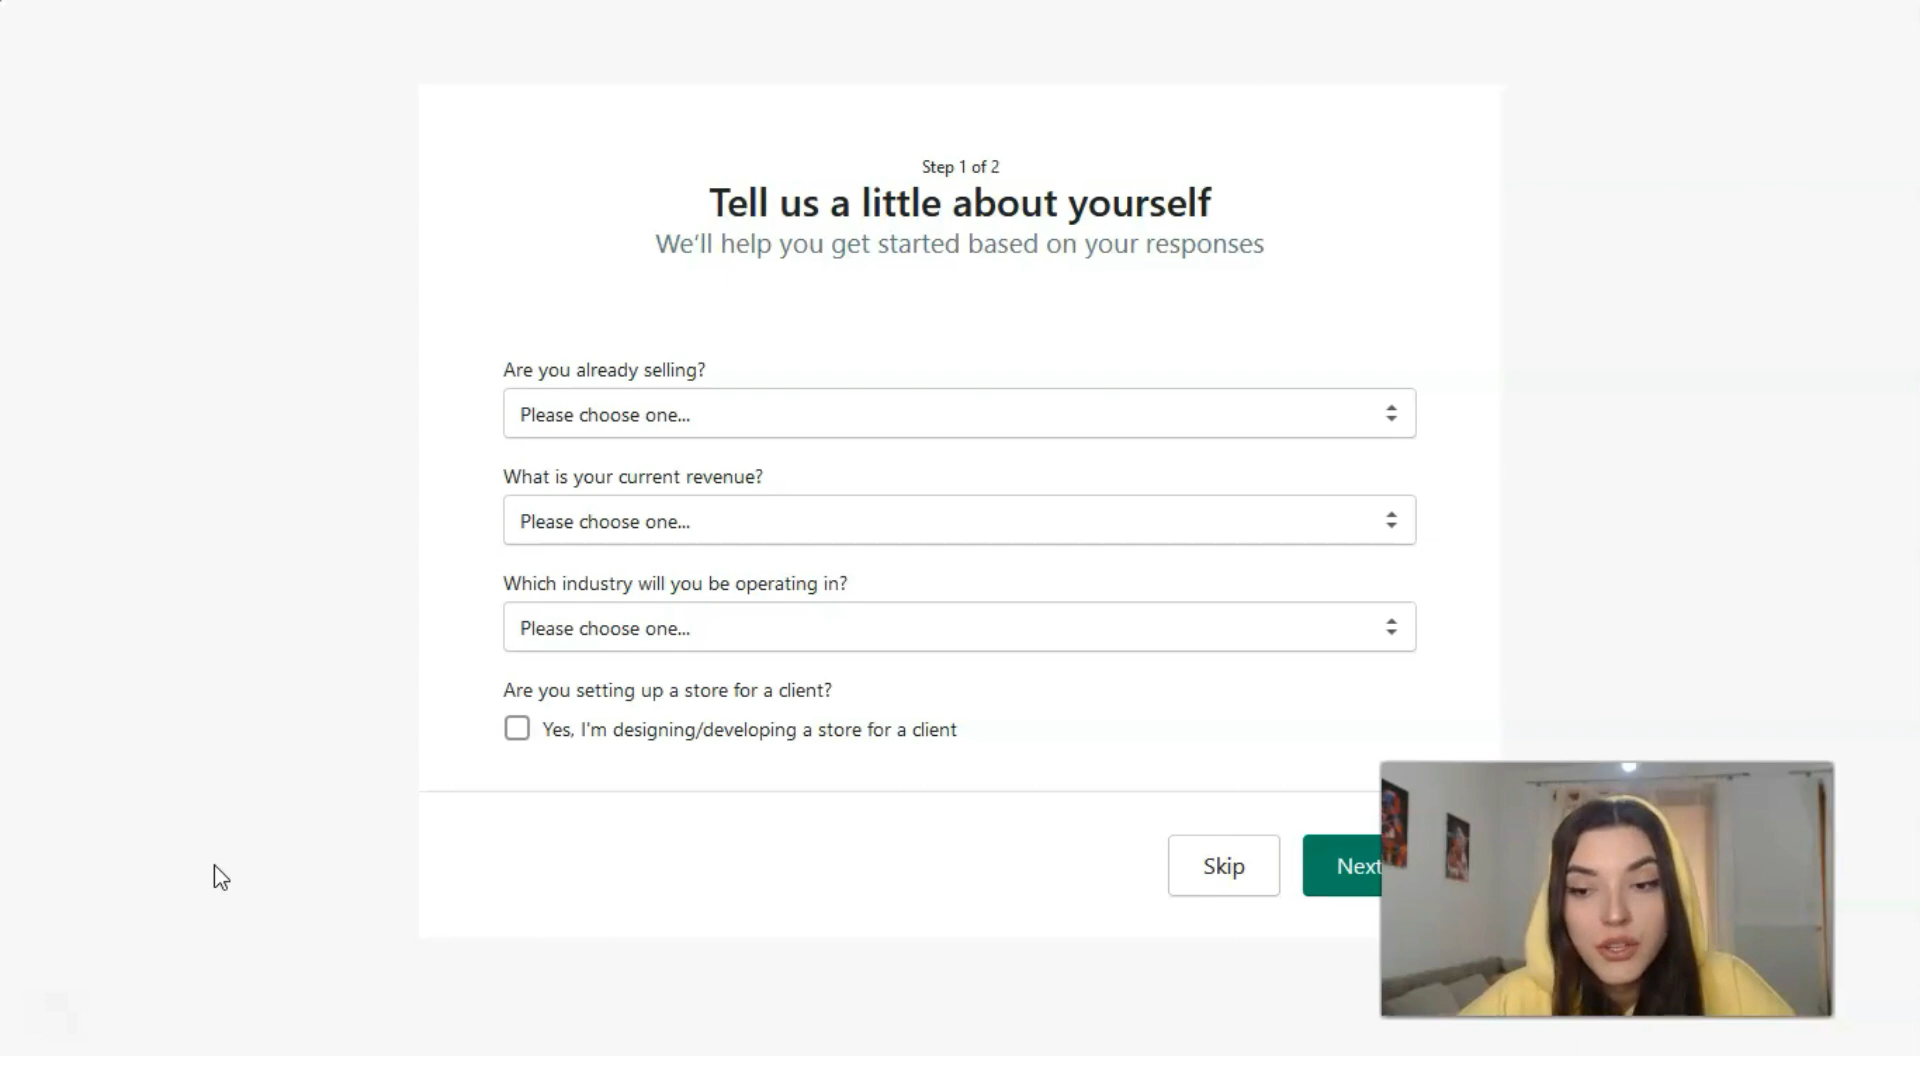 Step 1 of 2
Tell us a little about yourself
We'll help you get started based on your responses
Are you already selling?
Please choose one...
What is your current revenue?
Please choose one...
Which industry will you be operating in?
Please choose one...
Are you setting up a store for a client?
Yes, I'm designing/developing a store for a client
Skip
Next